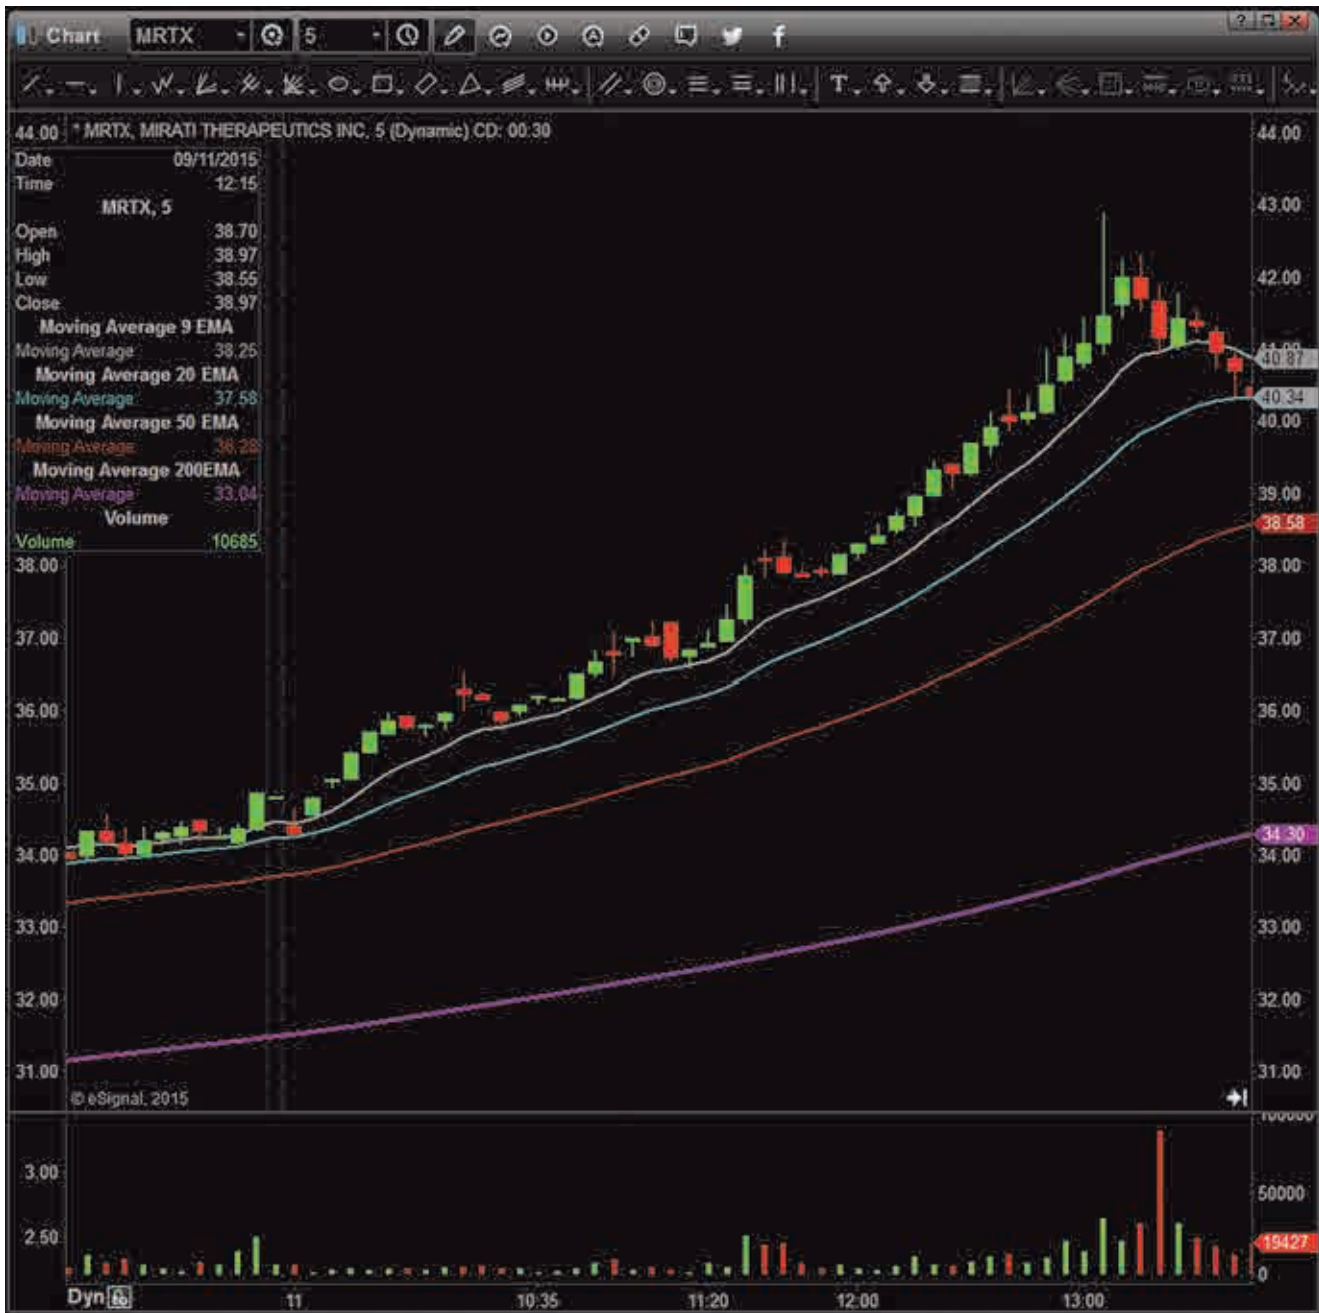 Chart MRTX 5
44.00 * MRTX, MIRATI THERAPEUTICS INC, 5 (Dynamic) CD: 00:30 44.00
Date 09/11/2015
Time 12:15
MRTX, 5
Open 38.70
High 38.97
Low 38.55
Close 38.97
Moving Average 9 EMA
Moving Average 38.25
Moving Average 20 EMA
Moving Average 37.58
Moving Average 50 EMA
Moving Average 36.28
Moving Average 200EMA
Moving Average 33.04
Volume
Volume 10685
43.00
42.00
41.00
40.87
40.34
40.00
39.00
38.58
38.00 38.00
37.00 37.00
36.00 36.00
35.00 35.00
34.30
34.00 34.00
33.00 33.00
32.00 32.00
31.00 31.00
© eSignal, 2015
100000
3.00
50000
2.50
19427
0
Dyn 11 10:35 11:20 12:00 13:00